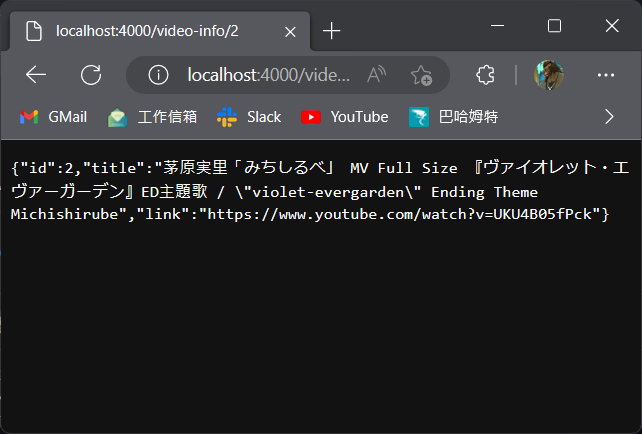 localhost:4000/video-info/2
localhost:4000/vide...
GMail 工作信箱 Slack YouTube 巴哈姆特
{"id":2,"title":"茅原実里「みちしるべ」 MV Full Size 『ヴァイオレット・エ
ヴァーガーデン』ED主題歌 / \"violet-evergarden\" Ending Theme
Michishirube","link":"https://www.youtube.com/watch?v=UKU4B05fPck"}